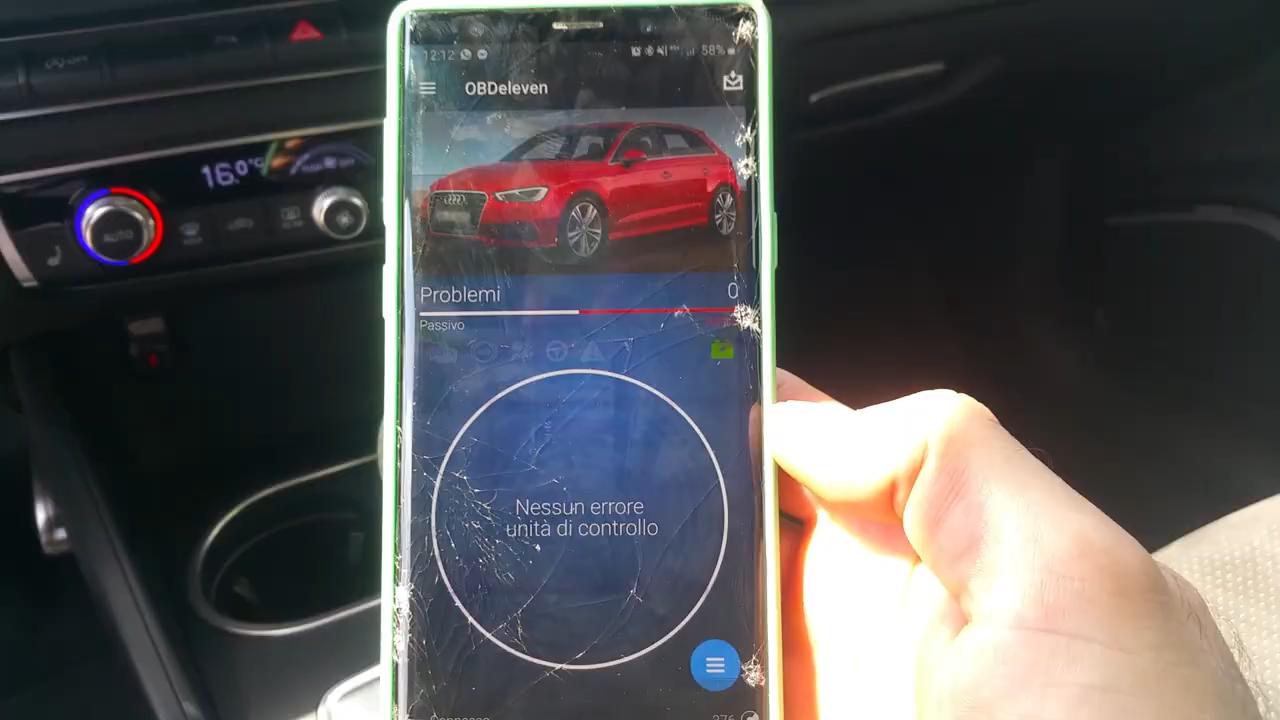 12:12
58%
OBDeleven
16.0°C
AUTO
Problemi
0
Passivo
Nessun errore
unità di controllo